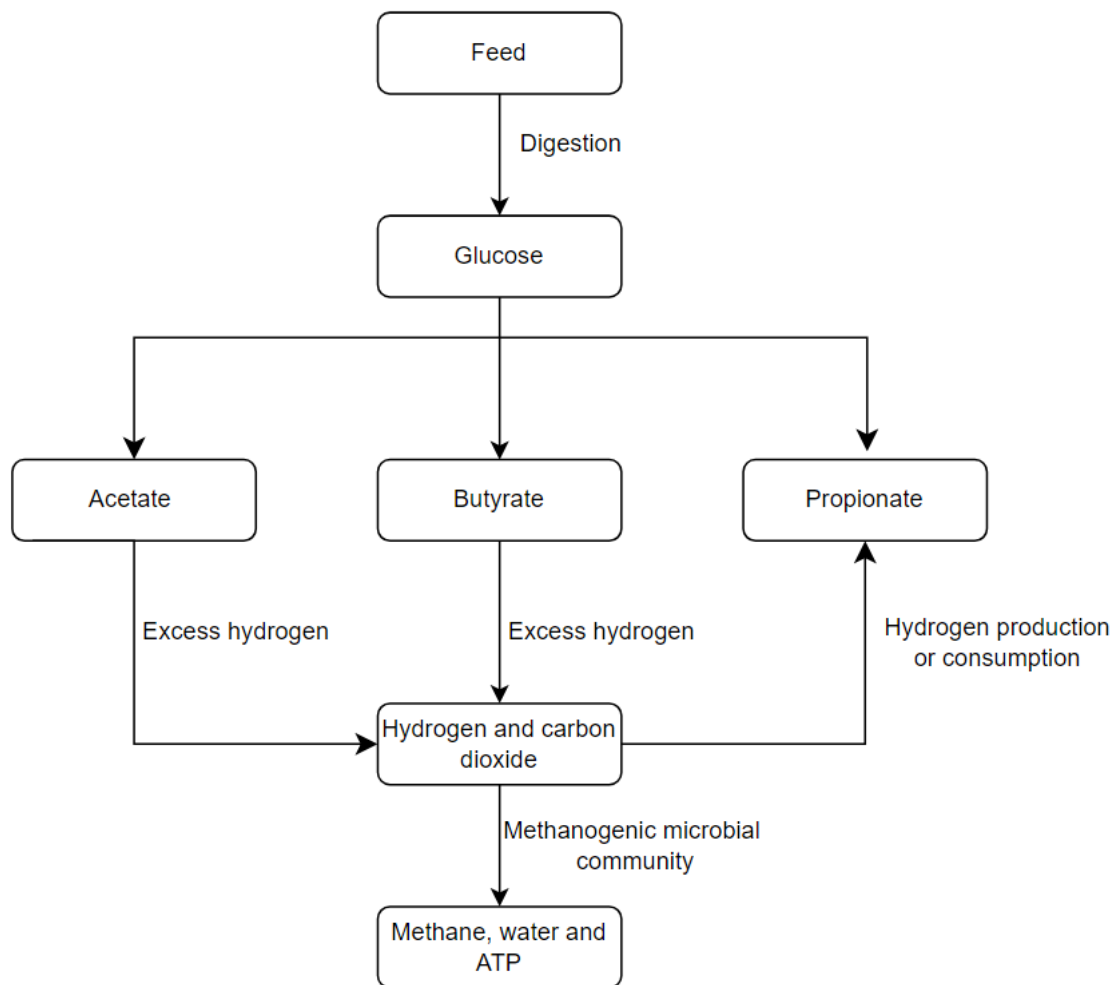 Feed
Digestion
Glucose
Acetate
Butyrate
Propionate
Excess hydrogen
Excess hydrogen
Hydrogen production
or consumption
Hydrogen and carbon
dioxide
Methanogenic microbial
community
Methane, water and
ATP